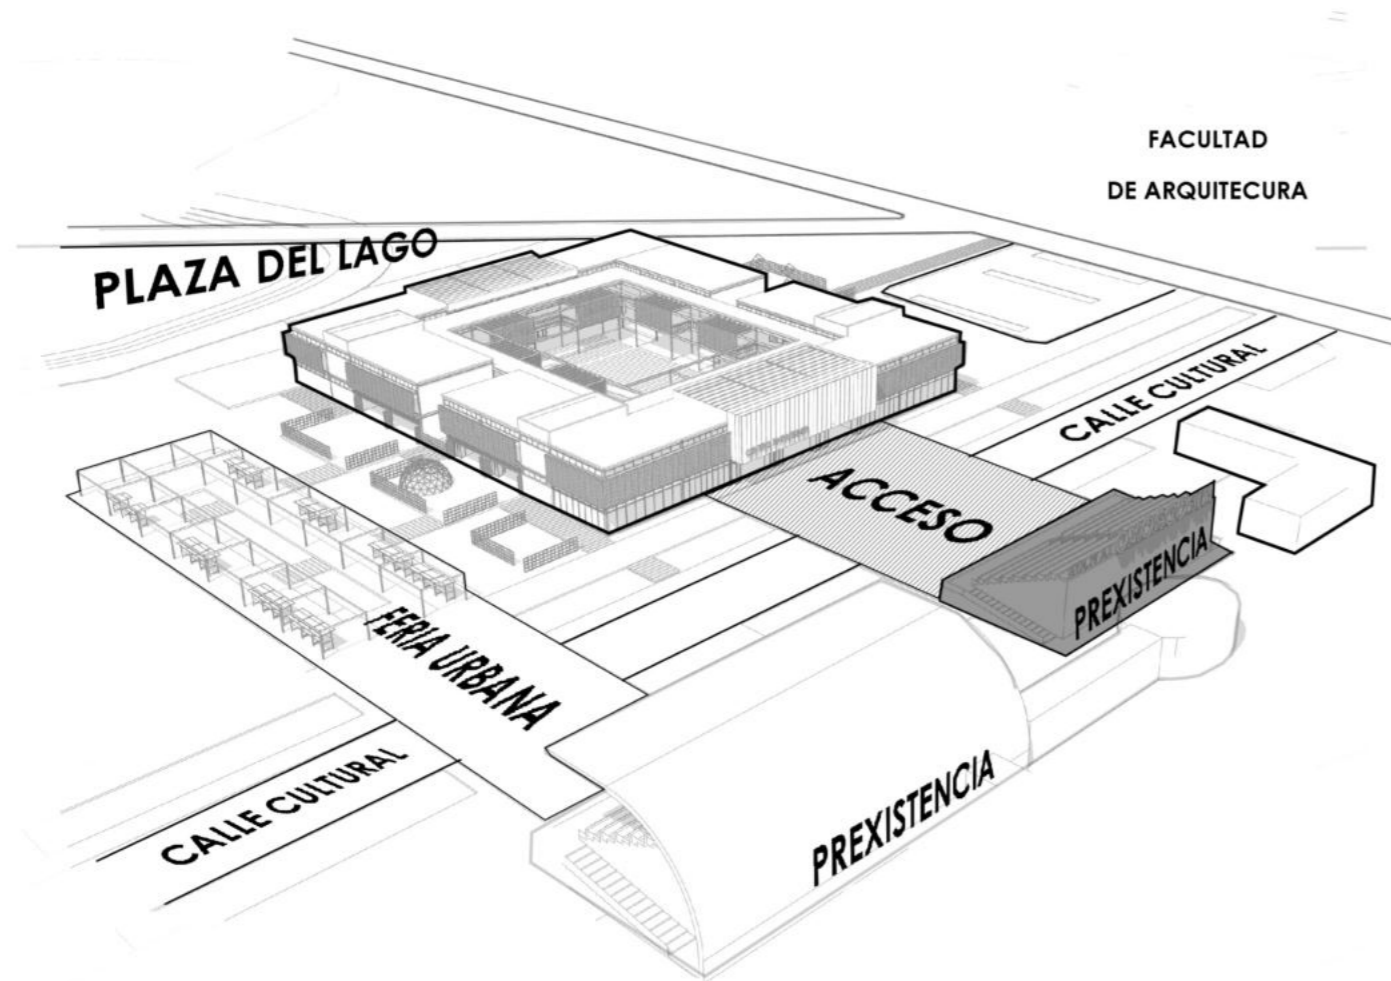 FACULTAD
DE ARQUITECURA
PLAZA DEL LAGO
CALLE CULTURAL
ACCESO
PREXISTENCIA
FERIA URBANA
CALLE CULTURAL
PREXISTENCIA